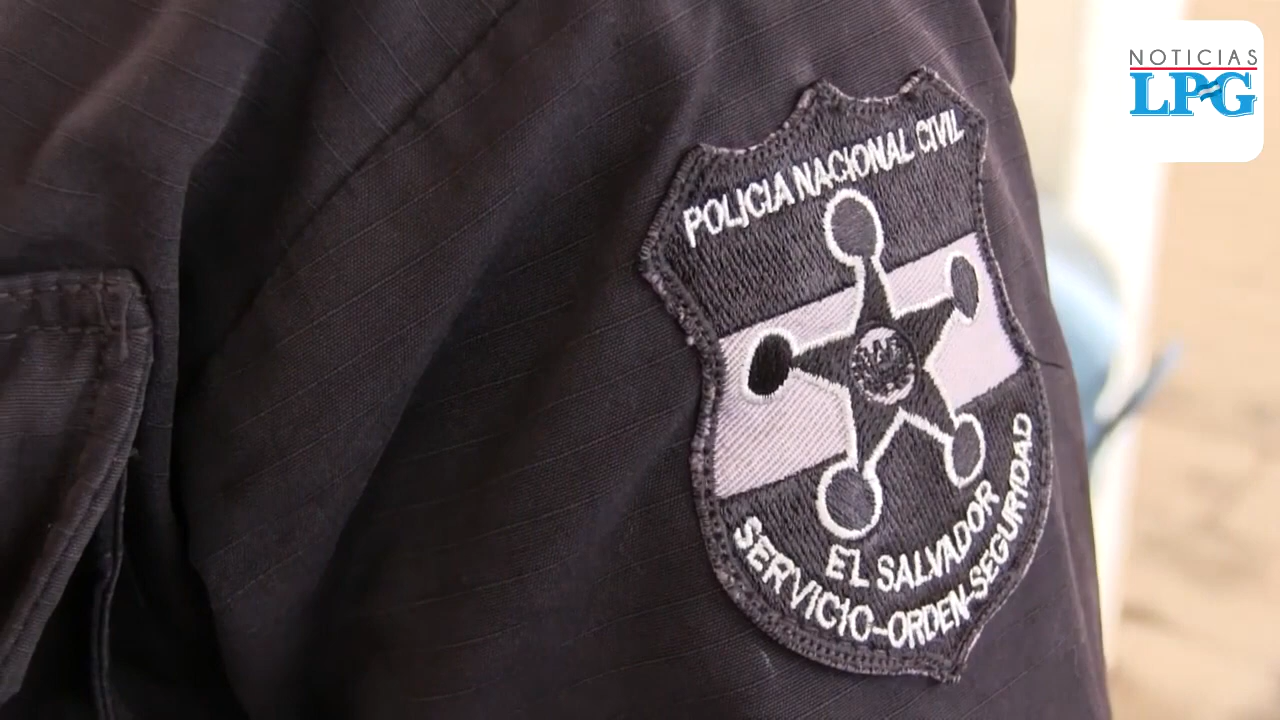 NOTICIAS
LPG
POLICIA NACIONAL CIVIL
EL SALVADOR
SERVICIO-ORDEN-SEGURIDAD